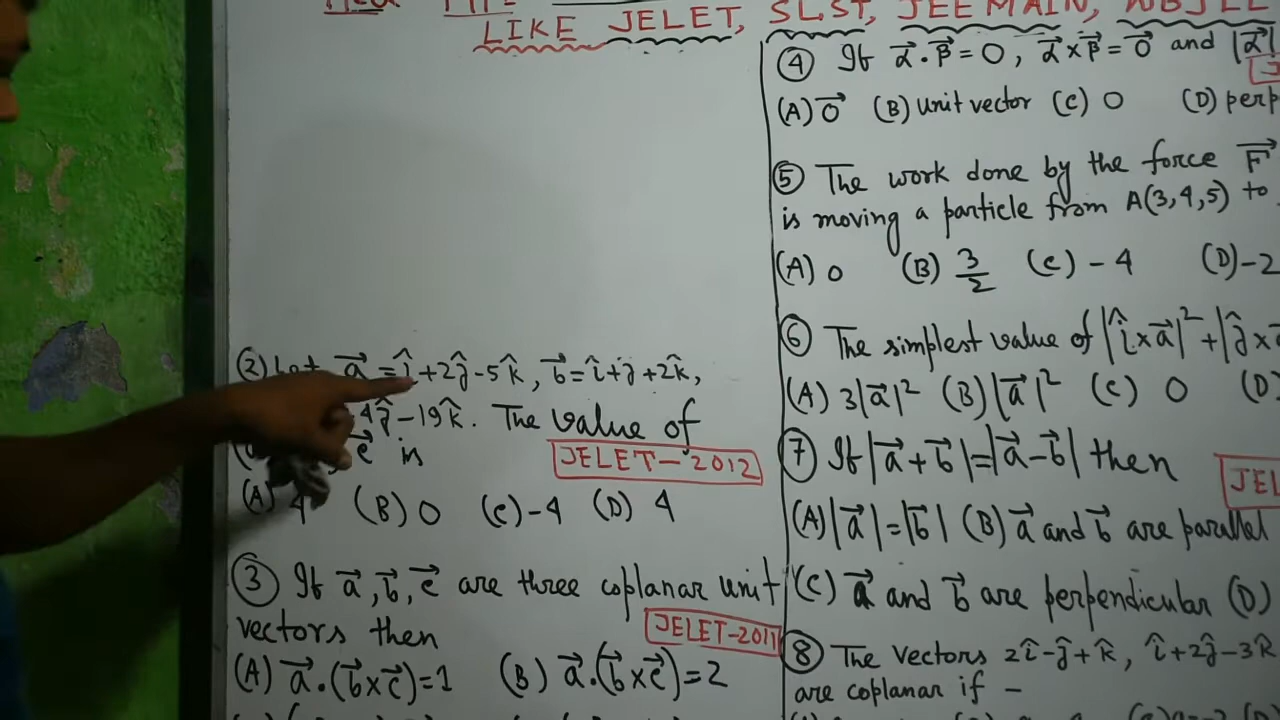 LIKE JELET, SLST, JEE MAIN, WBJEE
② Let a⃗ = î+2ĵ-5k̂, b⃗ = î+ĵ+2k̂,
4ĵ-19k̂. The value of
c⃗ is
JELET-2012
(A) 4 (B) 0 (C) -4 (D) 4
③ If a⃗, b⃗, c⃗ are three coplanar unit
vectors then
JELET-2011
(A) a⃗.(b⃗×c⃗)=1 (B) a⃗.(b⃗×c⃗)=2
④ If α⃗.β⃗=0, α⃗×β⃗=0⃗ and |α⃗|
(A) 0⃗ (B) unit vector (C) 0 (D) perp
⑤ The work done by the force F⃗
is moving a particle from A(3,4,5) to
(A) 0 (B) 3/2 (C) -4 (D) -2
⑥ The simplest value of |î×a⃗|²+|ĵ×a
(A) 3|a⃗|² (B) |a⃗|² (C) 0 (D)
⑦ If |a⃗+b⃗|=|a⃗-b⃗| then
JEL
(A) |a⃗|=|b⃗| (B) a⃗ and b⃗ are parallel
(C) a⃗ and b⃗ are perpendicular (D)
⑧ The vectors 2î-ĵ+k̂, î+2ĵ-3k̂
are coplanar if -